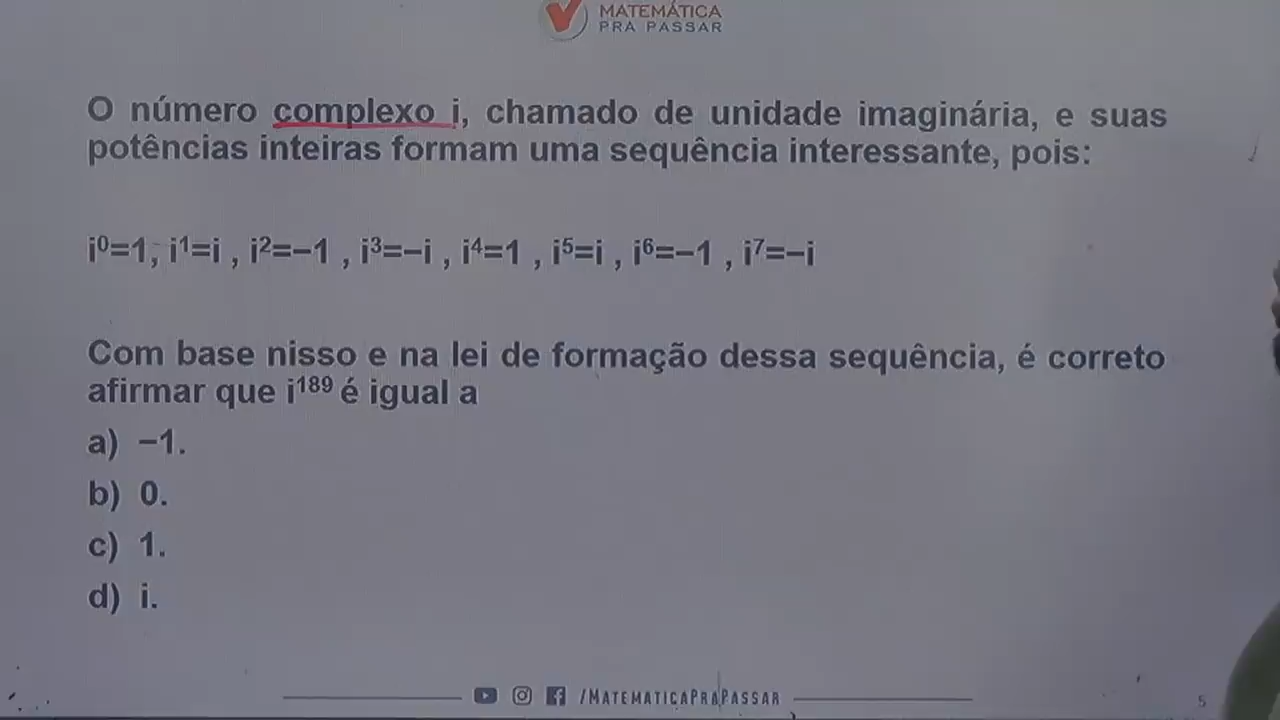 MATEMÁTICA
PRA PASSAR
O número complexo i, chamado de unidade imaginária, e suas
potências inteiras formam uma sequência interessante, pois:
i⁰=1, i¹=i , i²=−1 , i³=−i , i⁴=1 , i⁵=i , i⁶=−1 , i⁷=−i
Com base nisso e na lei de formação dessa sequência, é correto
afirmar que i¹⁸⁹ é igual a
a) −1.
b) 0.
c) 1.
d) i.
/MATEMATICAPRAPASSAR
5